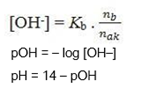 [OH-] = Kb . nb/nak
pOH = – log [OH–]
pH = 14 – pOH